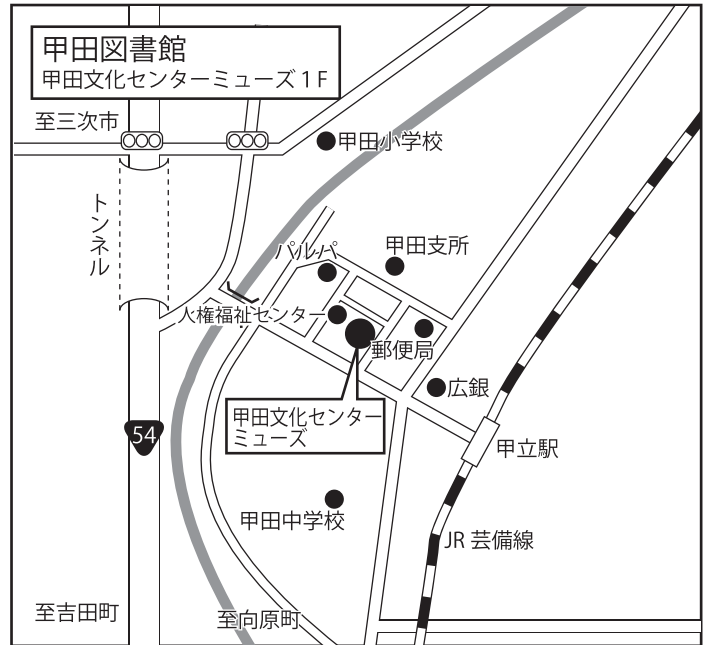 甲田図書館
甲田文化センターミューズ1F
至三次市
甲田小学校
トンネル
パルパ
甲田支所
人権福祉センター
郵便局
広銀
甲田文化センター
ミューズ
54
甲立駅
甲田中学校
JR 芸備線
至吉田町
至向原町